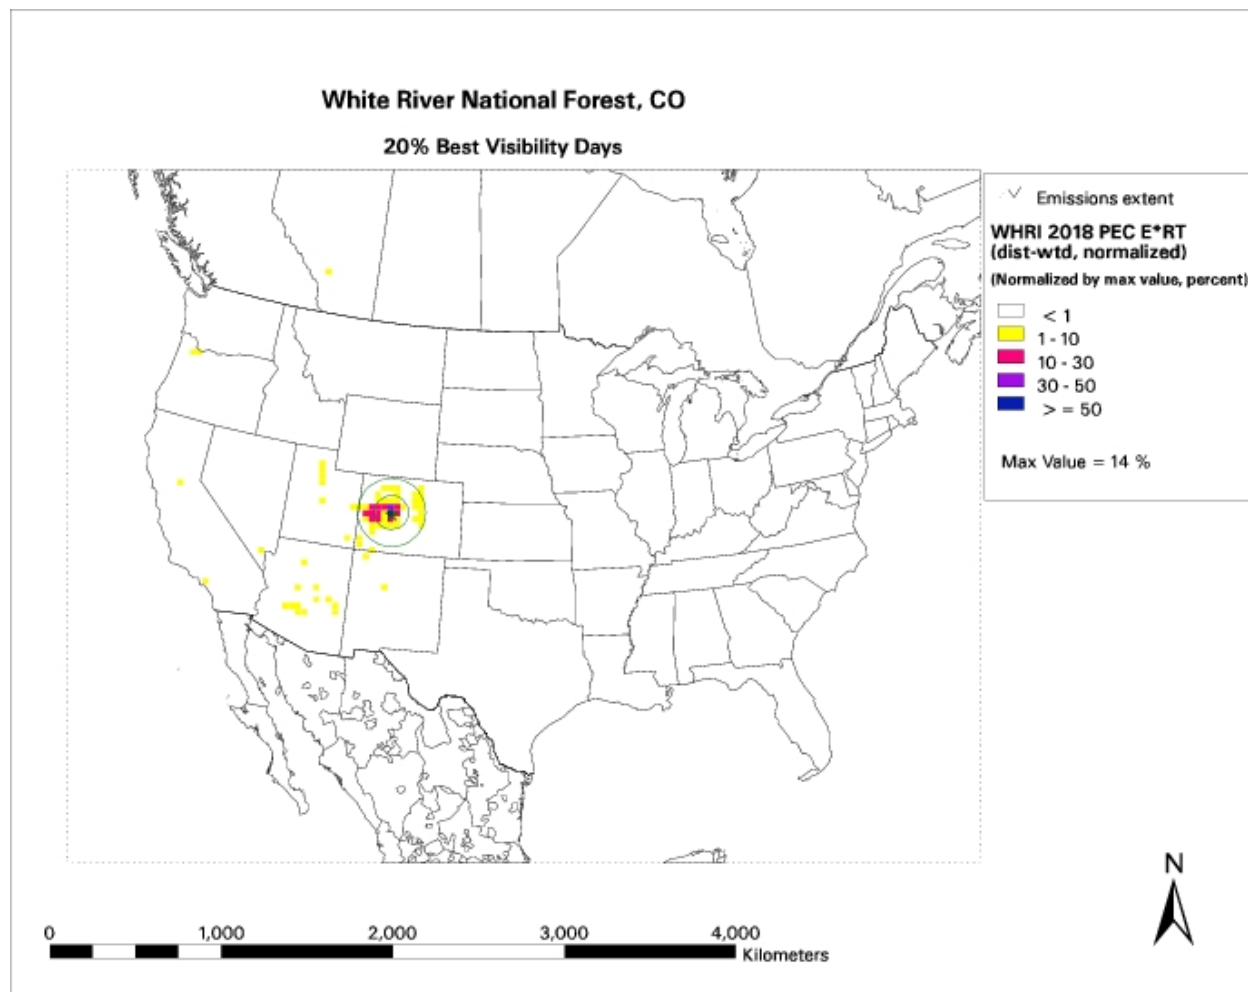 White River National Forest, CO
20% Best Visibility Days
Emissions extent
WHRI 2018 PEC E*RT
(dist-wtd, normalized)
(Normalized by max value, percent)
< 1
1 - 10
10 - 30
30 - 50
> = 50
Max Value = 14 %
N
0 1,000 2,000 3,000 4,000
Kilometers